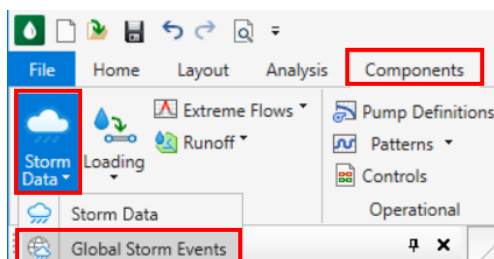 File Home Layout Analysis Components
Storm Data
Loading
Extreme Flows
Runoff
Pump Definitions
Patterns
Controls
Operational
Storm Data
Global Storm Events